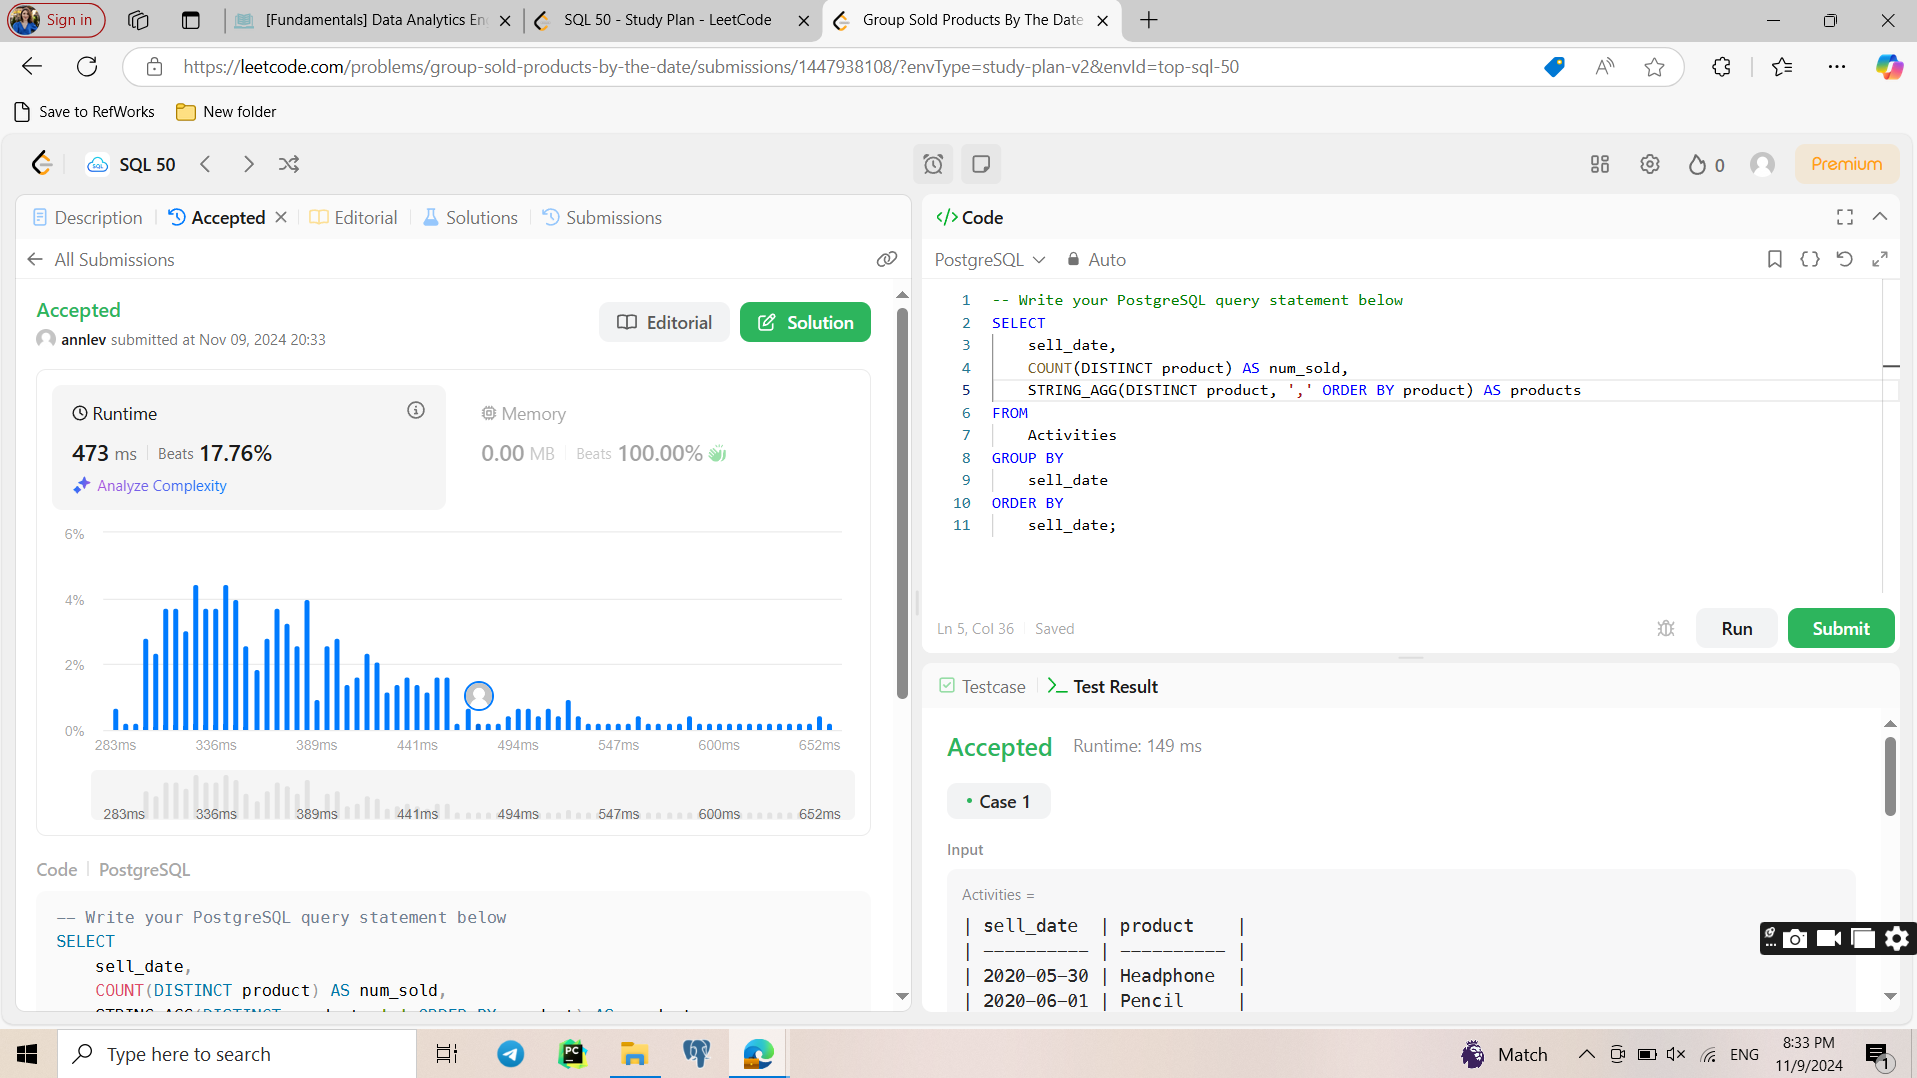 Sign in
[Fundamentals] Data Analytics En
SQL 50 - Study Plan - LeetCode
Group Sold Products By The Date
https://leetcode.com/problems/group-sold-products-by-the-date/submissions/1447938108/?envType=study-plan-v2&envId=top-sql-50
Save to RefWorks
New folder
SQL 50
0
Premium
Description
Accepted
Editorial
Solutions
Submissions
All Submissions
Accepted
annlev submitted at Nov 09, 2024 20:33
Editorial
Solution
Runtime
473 ms
Beats 17.76%
Analyze Complexity
Memory
0.00 MB
Beats 100.00%
6%
4%
2%
0%
283ms 336ms 389ms 441ms 494ms 547ms 600ms 652ms
283ms 336ms 389ms 441ms 494ms 547ms 600ms 652ms
Code
PostgreSQL
-- Write your PostgreSQL query statement below
SELECT
sell_date,
COUNT(DISTINCT product) AS num_sold,
Code
PostgreSQL
Auto
1 -- Write your PostgreSQL query statement below
2 SELECT
3 sell_date,
4 COUNT(DISTINCT product) AS num_sold,
5 STRING_AGG(DISTINCT product, ',' ORDER BY product) AS products
6 FROM
7 Activities
8 GROUP BY
9 sell_date
10 ORDER BY
11 sell_date;
Ln 5, Col 36
Saved
Run
Submit
Testcase
Test Result
Accepted
Runtime: 149 ms
Case 1
Input
Activities =
| sell_date | product |
| ---------- | ---------- |
| 2020-05-30 | Headphone |
| 2020-06-01 | Pencil |
Type here to search
Match
ENG
8:33 PM
11/9/2024
1